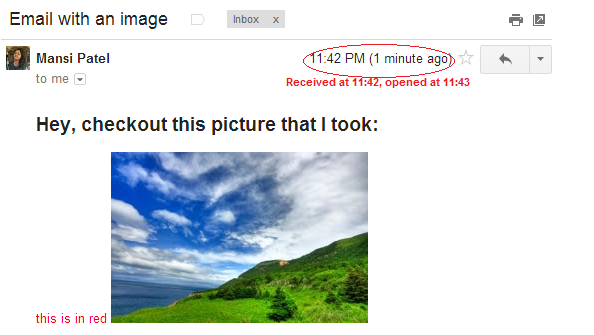 Email with an image
Inbox x
Mansi Patel
11:42 PM (1 minute ago)
to me
Received at 11:42, opened at 11:43
Hey, checkout this picture that I took:
this is in red